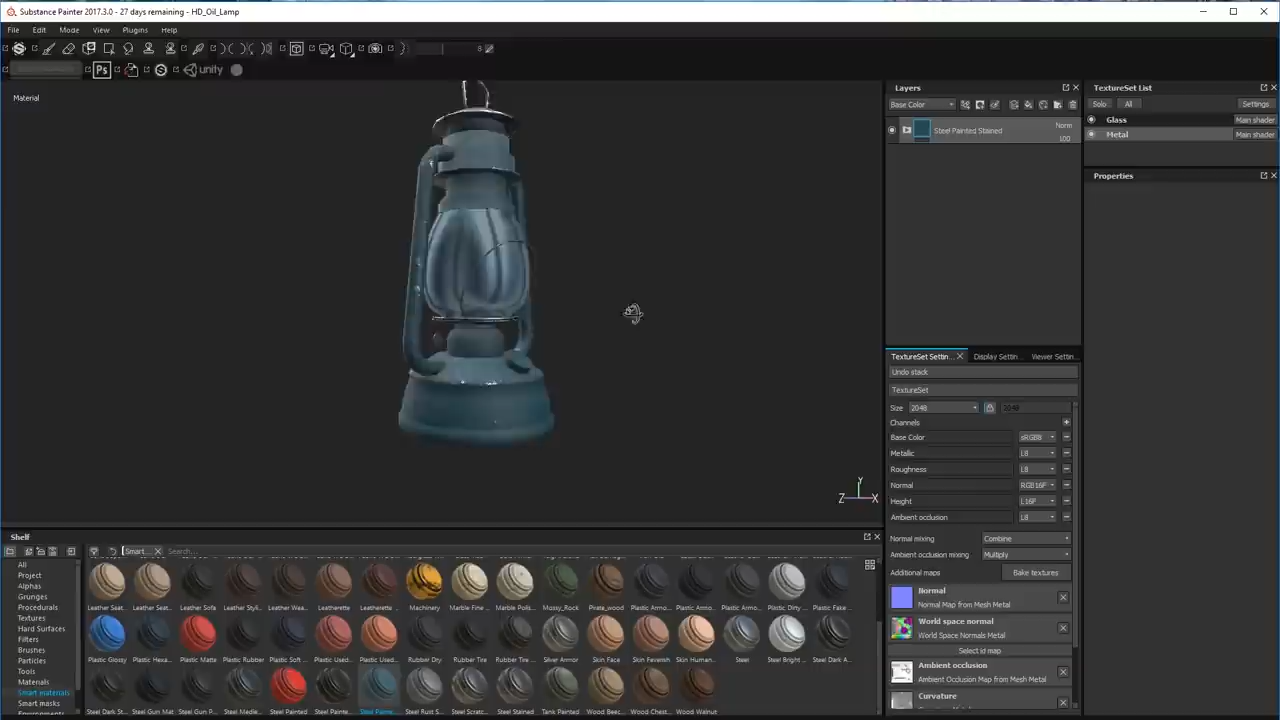 Substance Painter 2017.3.0 - 27 days remaining - HD_Oil_Lamp
File Edit Mode View Plugins Help
8
Ps unity
Material
Layers
Base Color
Steel Painted Stained
Norm
100
TextureSet List
Solo All Settings
Glass Main shader
Metal Main shader
Properties
Y
Z X
TextureSet Settin... Display Settin... Viewer Settin...
Undo stack
TextureSet
Size 2048 2048
Channels
Base Color sRGB8
Metallic L8
Roughness L8
Normal RGB16F
Height L16F
Ambient occlusion L8
Normal mixing Combine
Ambient occlusion mixing Multiply
Additional maps Bake textures
Normal
Normal Map from Mesh Metal
World space normal
World Space Normals Metal
Select id map
Ambient occlusion
Ambient Occlusion Map from Mesh Metal
Curvature
Shelf
Smart... Search...
All
Project
Alphas
Grunges
Procedurals
Textures
Hard Surfaces
Filters
Brushes
Particles
Tools
Materials
Smart materials
Smart masks
Leather Seat... Leather Seat... Leather Sofa Leather Styli... Leather Wea... Leatherette Leatherette ... Machinery Marble Fine ... Marble Polis... Mossy_Rock Pirate_wood Plastic Armo... Plastic Armo... Plastic Armo... Plastic Dirty ... Plastic Fake...
Plastic Glossy Plastic Hexa... Plastic Matte Plastic Rubber Plastic Soft ... Plastic Used... Plastic Used... Rubber Dry Rubber Tire Rubber Tire ... Silver Armor Skin Face Skin Feverish Skin Human... Steel Steel Bright ... Steel Dark A...
Steel Dark St... Steel Gun Mat Steel Gun P... Steel Medie... Steel Painted Steel Painte... Steel Painte... Steel Rust S... Steel Scratc... Steel Stained Tank Painted Wood Beec... Wood Chest... Wood Walnut